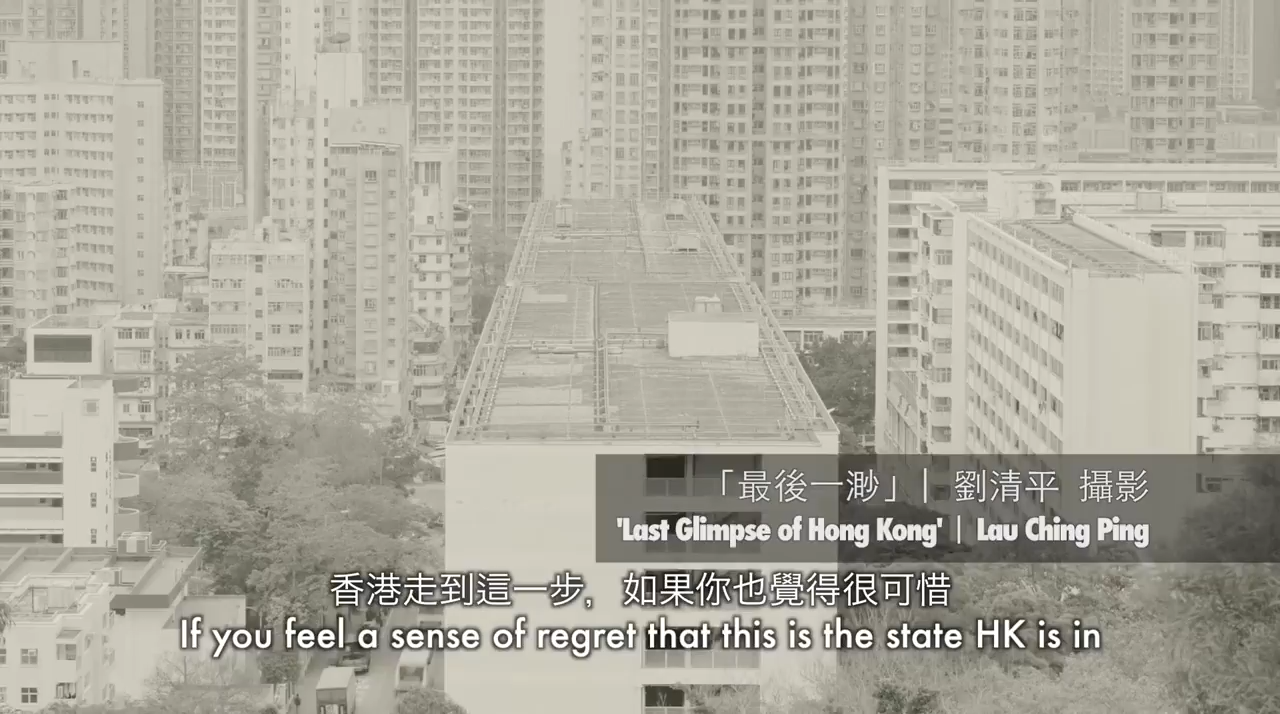 「最後一渺」｜ 劉清平 攝影
'Last Glimpse of Hong Kong' | Lau Ching Ping
香港走到這一步，如果你也覺得很可惜
If you feel a sense of regret that this is the state HK is in